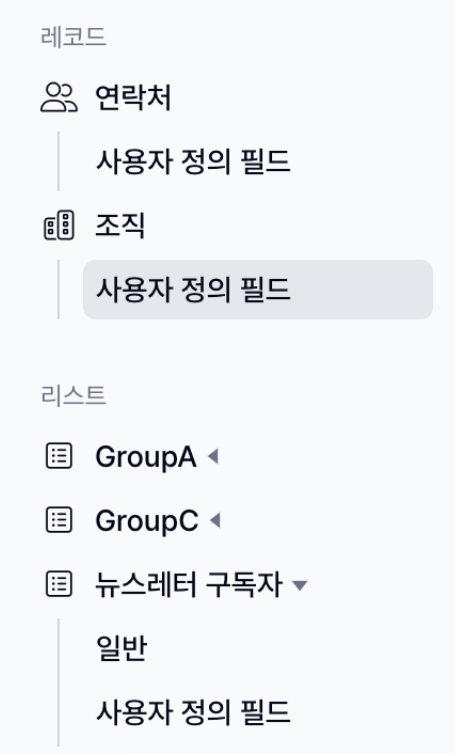 레코드
연락처
사용자 정의 필드
조직
사용자 정의 필드
리스트
GroupA
GroupC
뉴스레터 구독자
일반
사용자 정의 필드